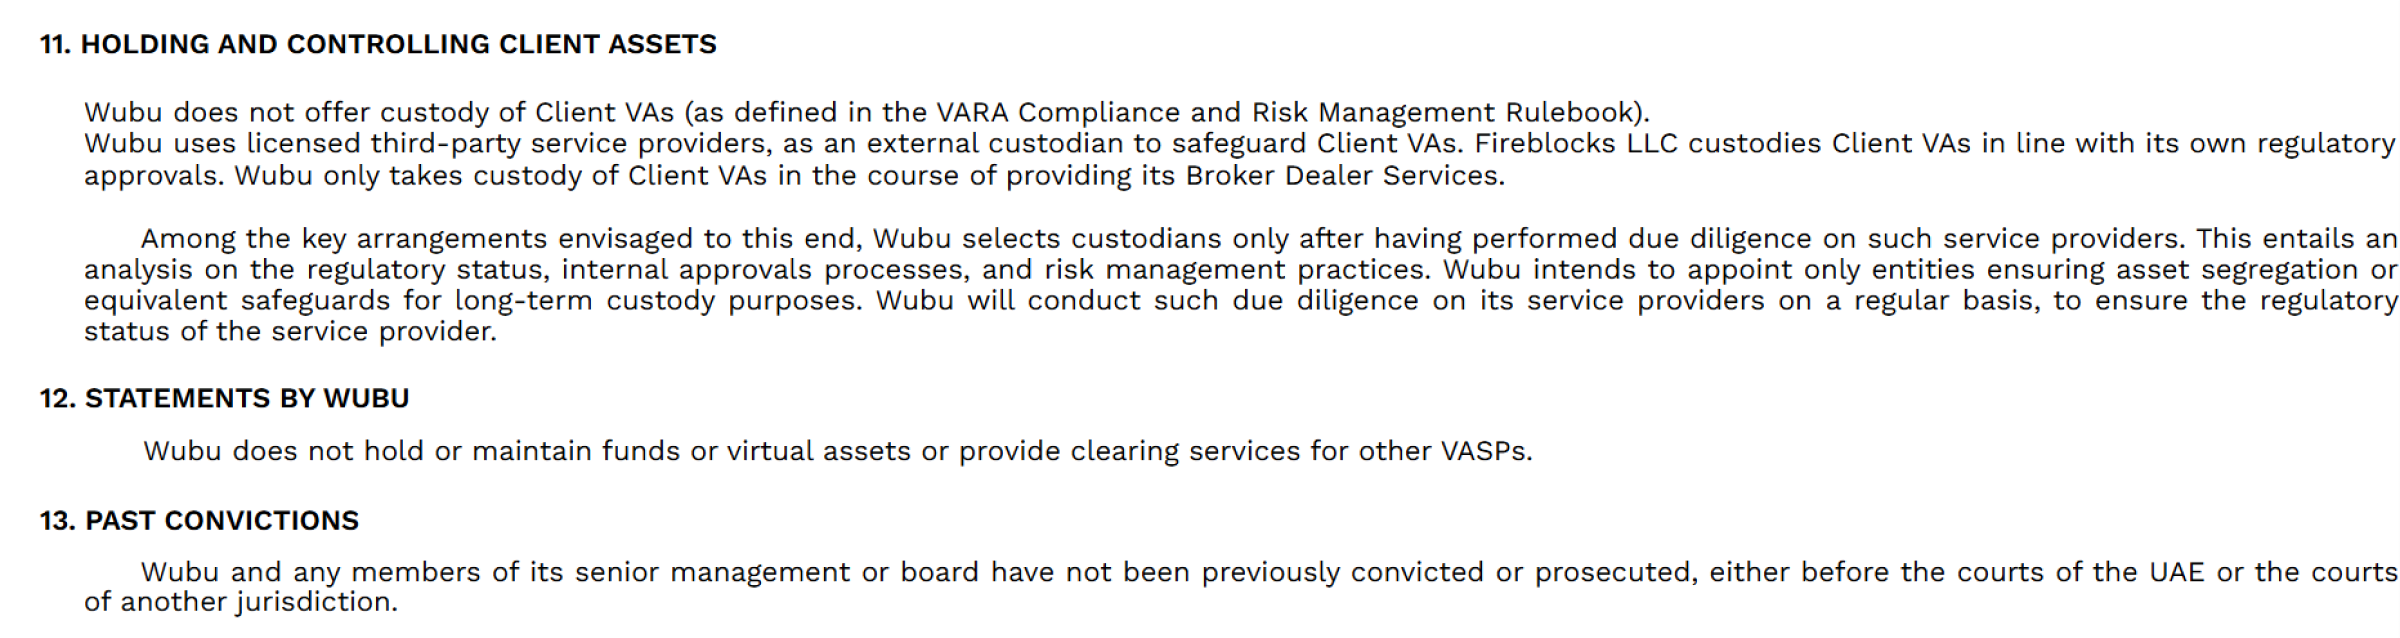 11. HOLDING AND CONTROLLING CLIENT ASSETS
Wubu does not offer custody of Client VAs (as defined in the VARA Compliance and Risk Management Rulebook).
Wubu uses licensed third-party service providers, as an external custodian to safeguard Client VAs. Fireblocks LLC custodies Client VAs in line with its own regulatory
approvals. Wubu only takes custody of Client VAs in the course of providing its Broker Dealer Services.
Among the key arrangements envisaged to this end, Wubu selects custodians only after having performed due diligence on such service providers. This entails an
analysis on the regulatory status, internal approvals processes, and risk management practices. Wubu intends to appoint only entities ensuring asset segregation or
equivalent safeguards for long-term custody purposes. Wubu will conduct such due diligence on its service providers on a regular basis, to ensure the regulatory
status of the service provider.
12. STATEMENTS BY WUBU
Wubu does not hold or maintain funds or virtual assets or provide clearing services for other VASPs.
13. PAST CONVICTIONS
Wubu and any members of its senior management or board have not been previously convicted or prosecuted, either before the courts of the UAE or the courts
of another jurisdiction.